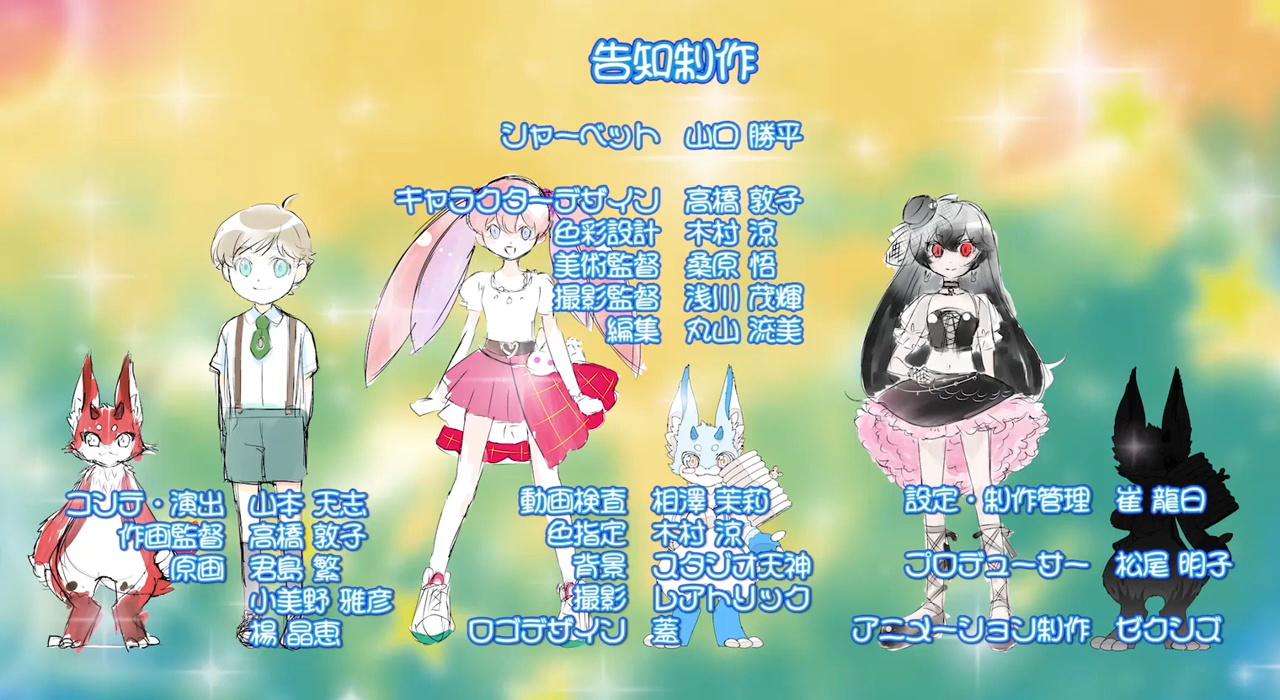 告知制作
シャーベット 山口 勝平
キャラクターデザイン 高橋 敦子
色彩設計 木村 涼
美術監督 桑原 悟
撮影監督 浅川 茂輝
編集 丸山 流美
コンテ・演出 山本 天志
作画監督 高橋 敦子
原画 君島 繁
小美野 雅彦
楊 晶恵
動画検査 相澤 茉莉
色指定 木村 涼
背景 スタジオ天神
撮影 レアトリック
ロゴデザイン 蓋
設定・制作管理 崔 龍日
プロデューサー 松尾 明子
アニメーション制作 ゼクシズ